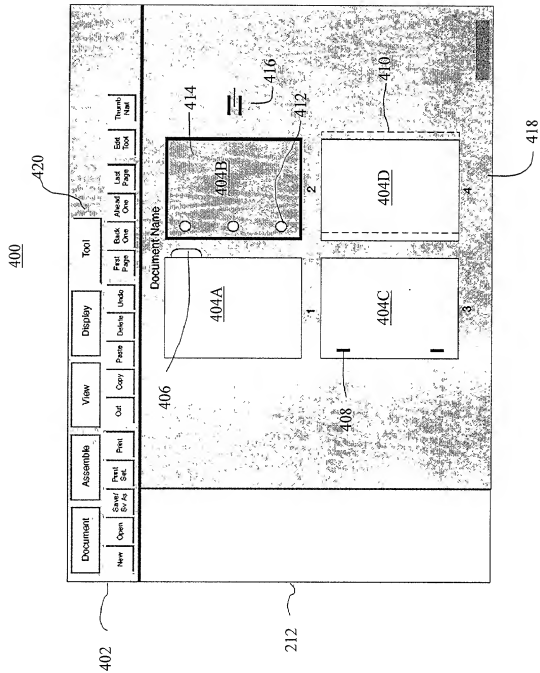 400
420
Document
Assemble
View
Display
Tool
New
Open
Save/
Sv As
Print
Set.
Print
Cut
Copy
Paste
Delete
Undo
First
Page
Back
One
Ahead
One
Last
Page
Edit
Tool
Thumb
Nail
402
Document Name
414
416
404A
404B
406
412
1
2
410
404C
404D
408
3
4
212
418